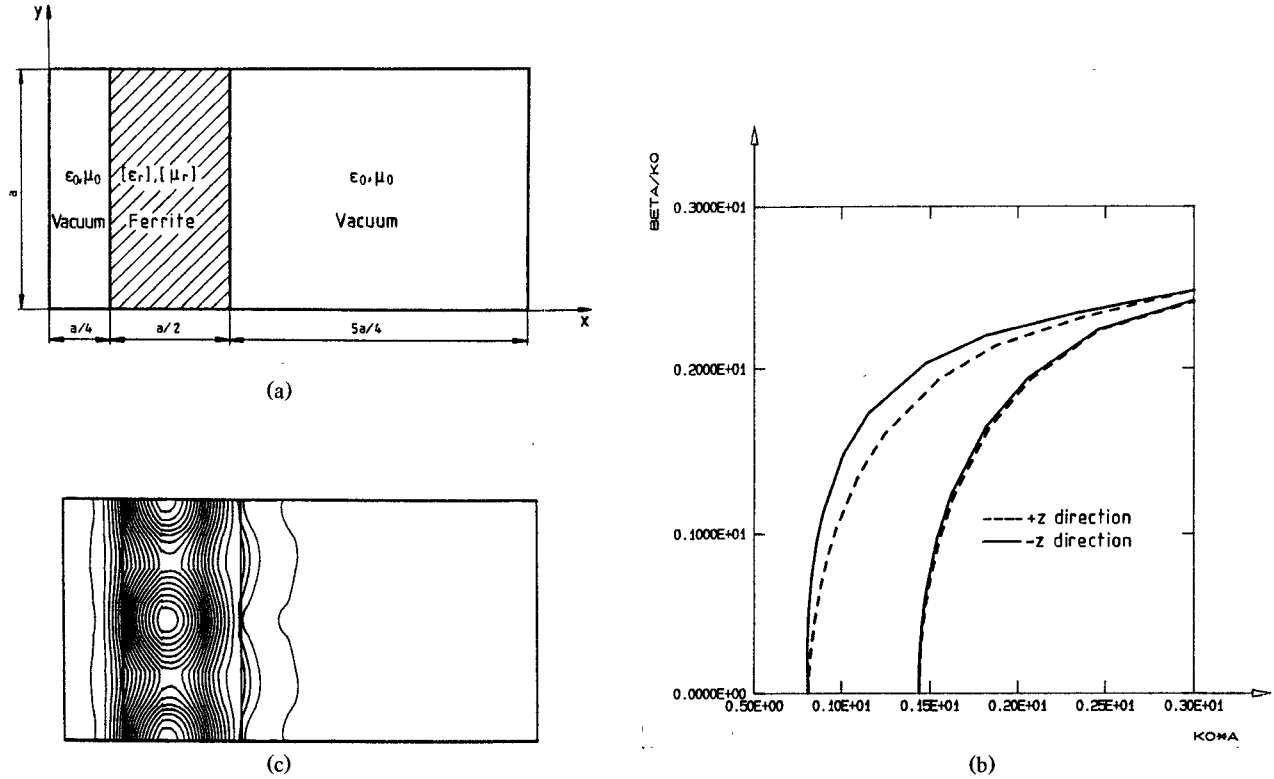 y
a
ε₀,μ₀ [εᵣ],[μᵣ] ε₀,μ₀
Vacuum Ferrite Vacuum
x
a/4 a/2 5a/4
(a)
BETA/KO
0.3000E+01
0.2000E+01
0.1000E+01
0.0000E+00
+z direction
-z direction
0.50E+00 0.10E+01 0.15E+01 0.20E+01 0.25E+01 0.30E+01
KO*A
(c)
(b)